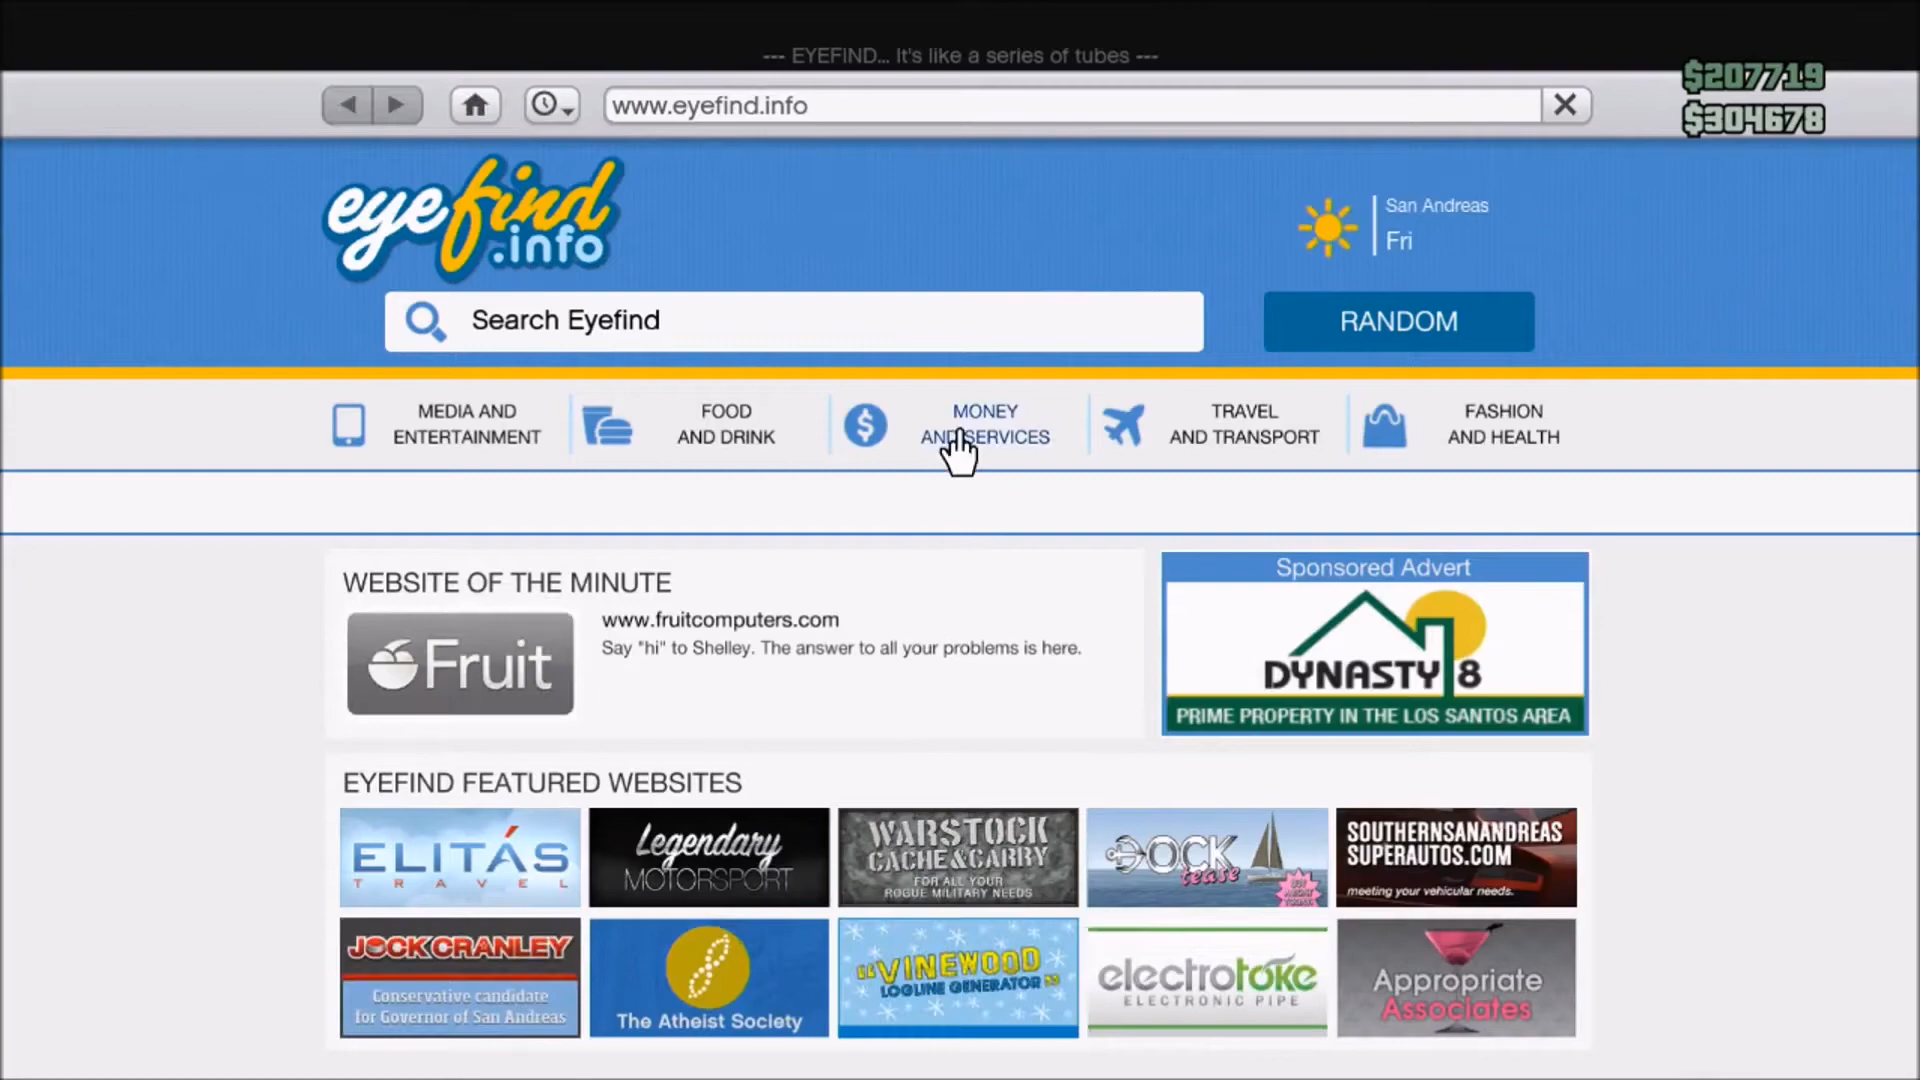 --- EYEFIND... It's like a series of tubes ---
$207719
www.eyefind.info
$304678
eyefind
.info
San Andreas
Fri
Search Eyefind
RANDOM
MEDIA AND
ENTERTAINMENT
FOOD
AND DRINK
MONEY
AND SERVICES
TRAVEL
AND TRANSPORT
FASHION
AND HEALTH
WEBSITE OF THE MINUTE
Fruit
www.fruitcomputers.com
Say "hi" to Shelley. The answer to all your problems is here.
Sponsored Advert
DYNASTY 8
PRIME PROPERTY IN THE LOS SANTOS AREA
EYEFIND FEATURED WEBSITES
ELITÁS
TRAVEL
Legendary
MOTORSPORT
WARSTOCK
CACHE&CARRY
FOR ALL YOUR
ROGUE MILITARY NEEDS
DOCK
tease
SOUTHERNSANANDREAS
SUPERAUTOS.COM
meeting your vehicular needs.
JOCK CRANLEY
Conservative candidate
for Governor of San Andreas
The Atheist Society
"VINEWOOD
LOGLINE GENERATOR"
electrotoke
ELECTRONIC PIPE
Appropriate
Associates